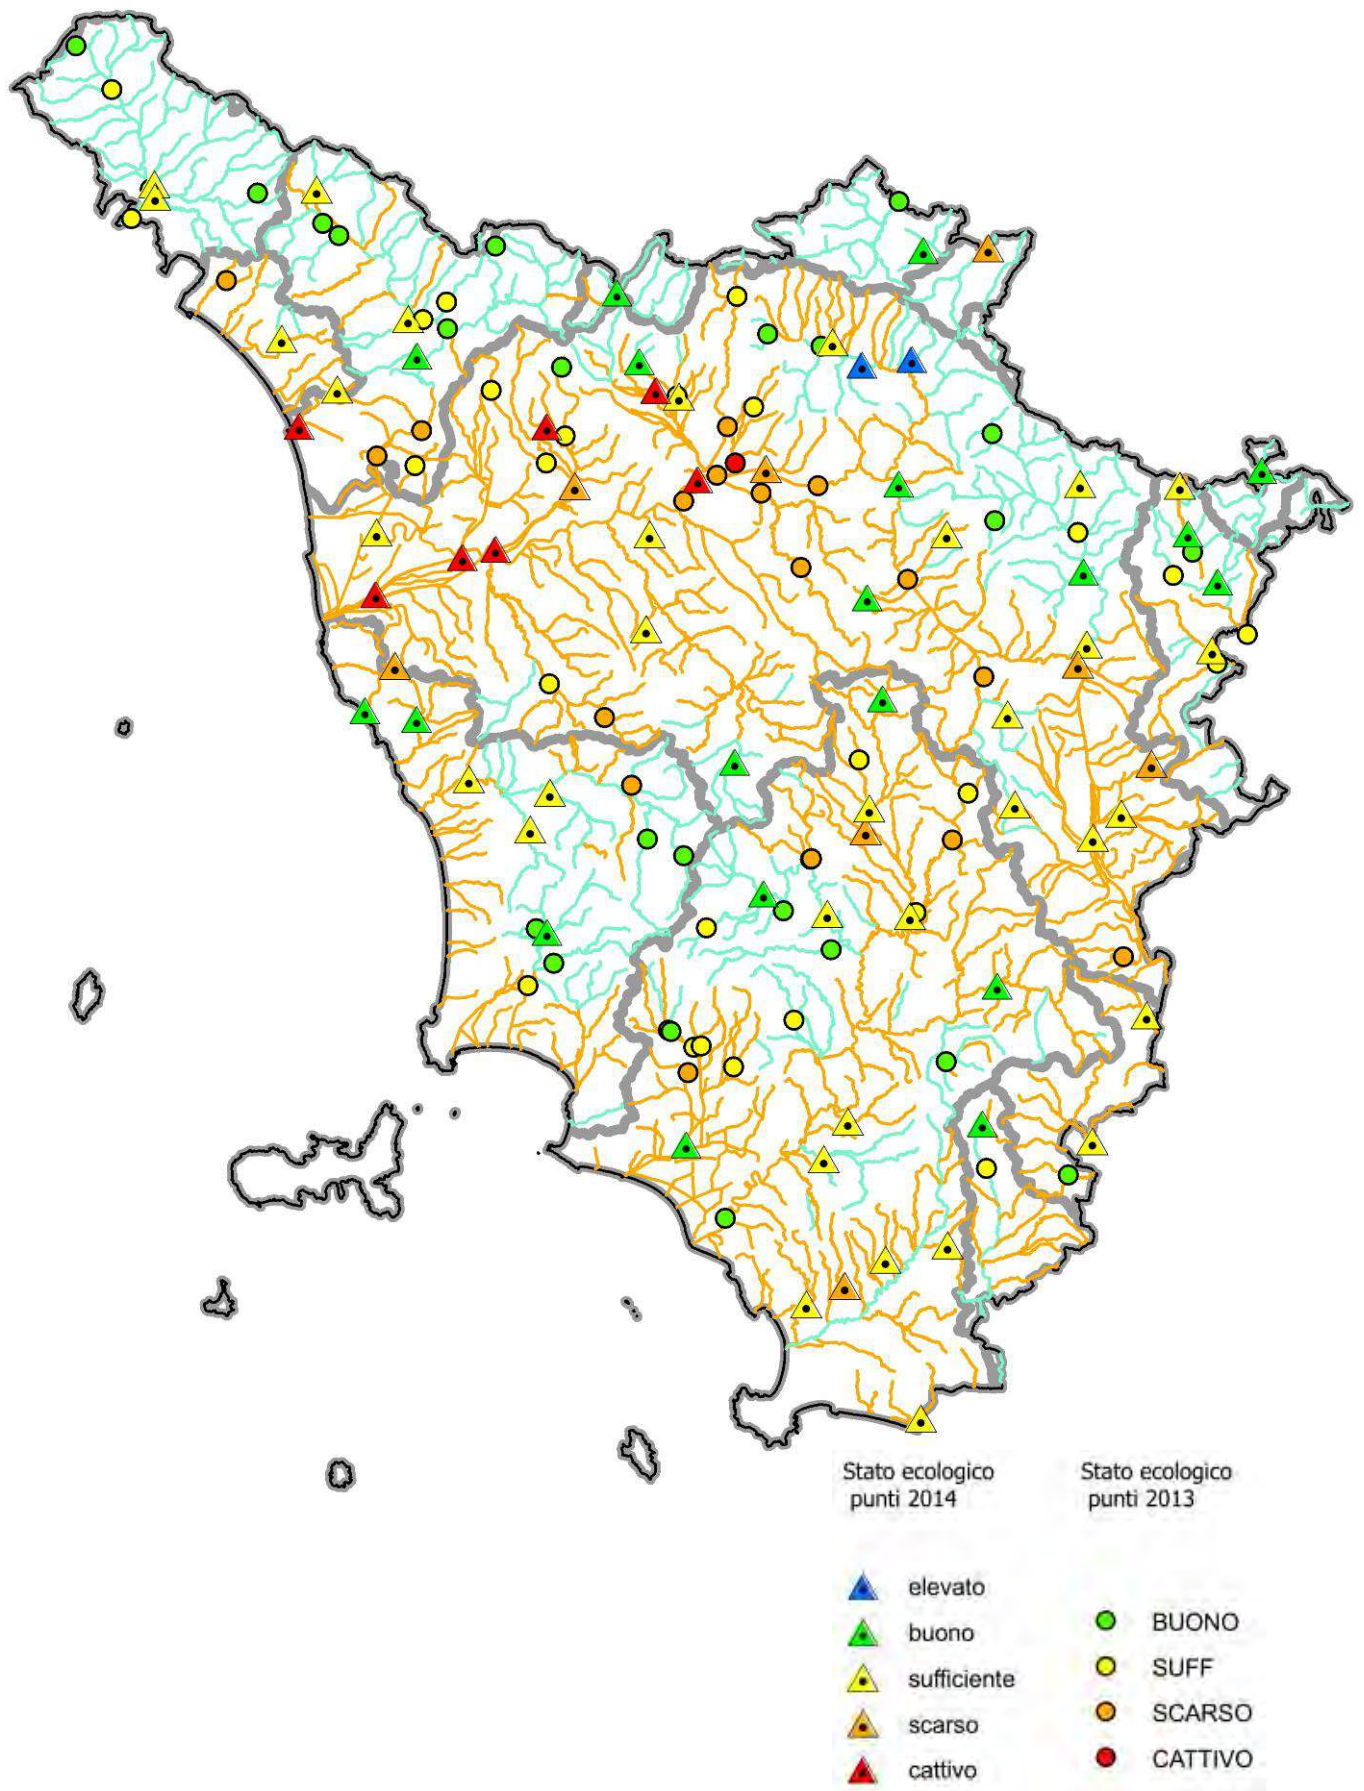 Stato ecologico
punti 2014
elevato
buono
sufficiente
scarso
cattivo
Stato ecologico
punti 2013
BUONO
SUFF
SCARSO
CATTIVO